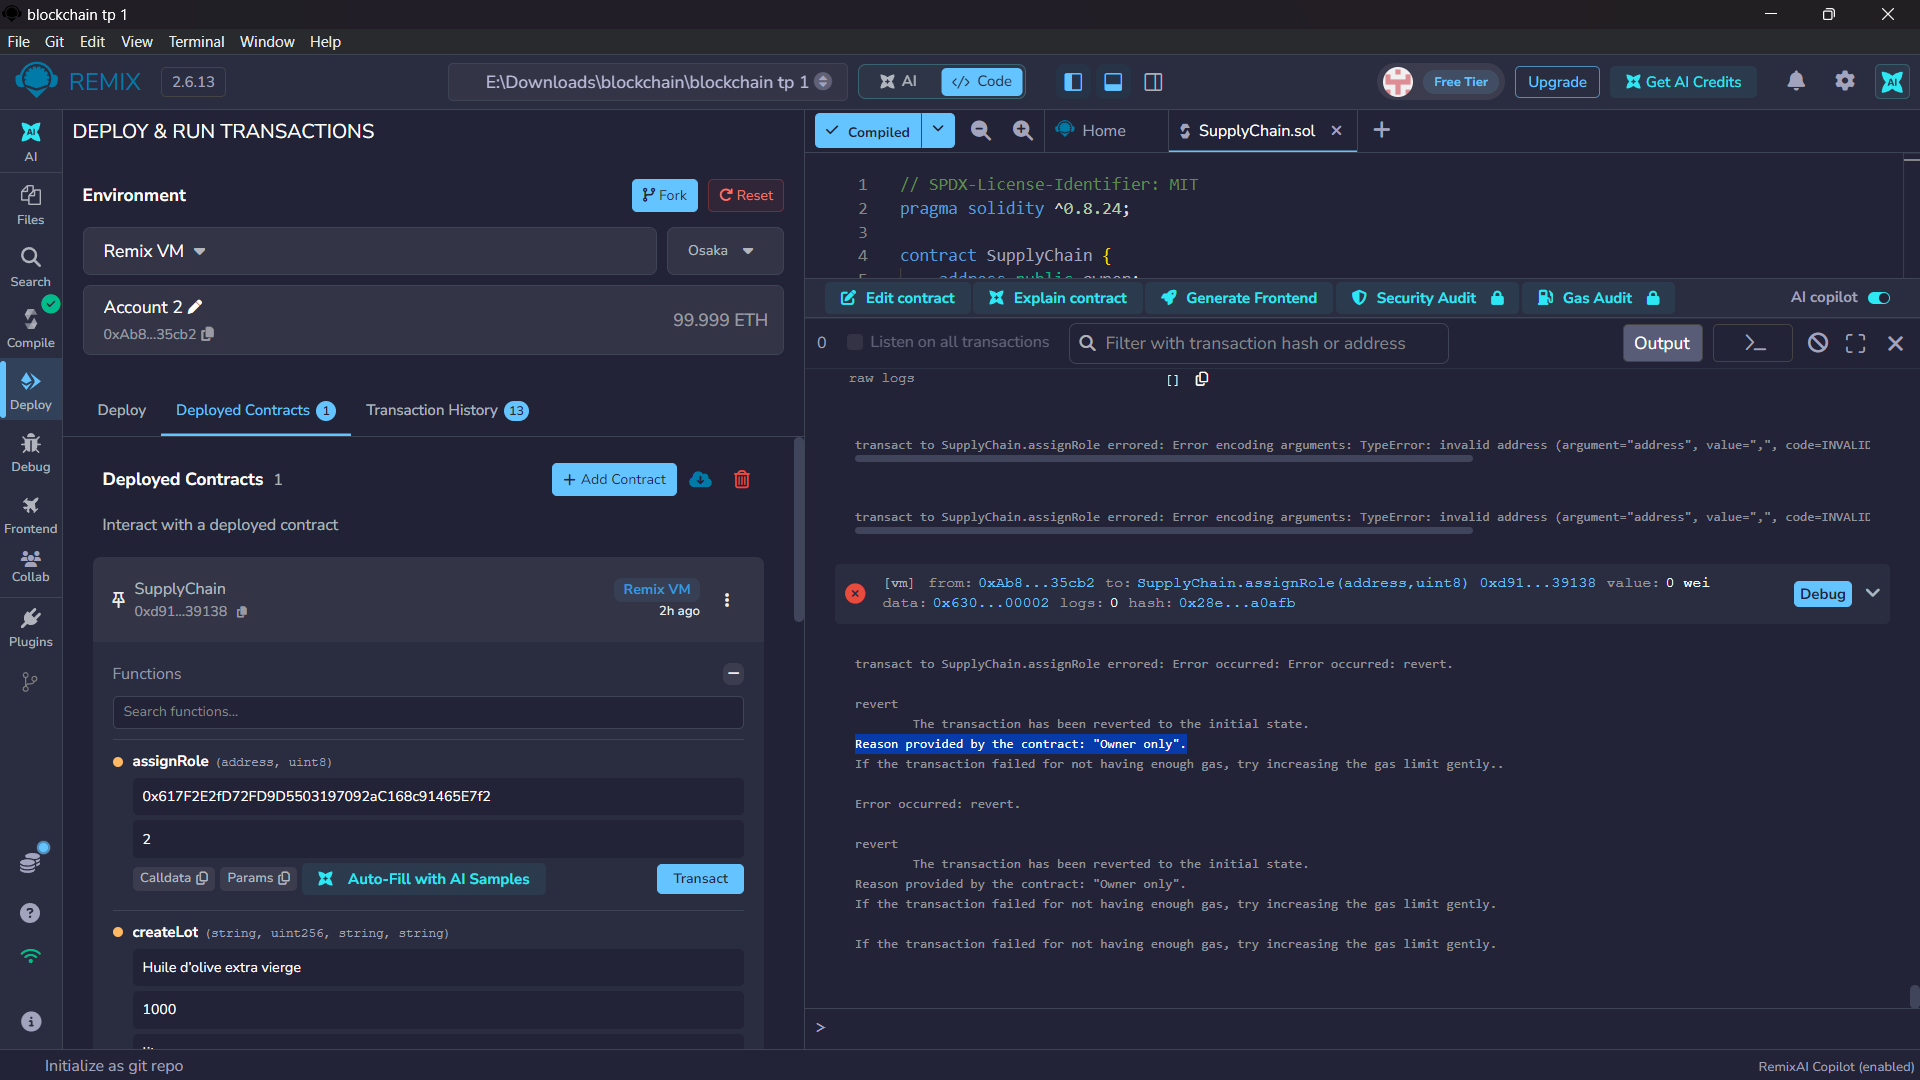 blockchain tp 1
File Git Edit View Terminal Window Help
REMIX 2.6.13 E:\Downloads\blockchain\blockchain tp 1 AI </> Code Free Tier Upgrade Get AI Credits AI
AI
Files
Search
Compile
Deploy
Debug
Frontend
Collab
Plugins
DEPLOY & RUN TRANSACTIONS
Environment Fork Reset
Remix VM Osaka
Account 2
0xAb8...35cb2 99.999 ETH
Deploy Deployed Contracts 1 Transaction History 13
Deployed Contracts 1 + Add Contract
Interact with a deployed contract
SupplyChain Remix VM
0xd91...39138 2h ago
Functions
Search functions...
assignRole (address, uint8)
0x617F2E2fD72FD9D5503197092aC168c91465E7f2
2
Calldata Params Auto-Fill with AI Samples Transact
createLot (string, uint256, string, string)
Huile d'olive extra vierge
1000
Compiled Home SupplyChain.sol
1 // SPDX-License-Identifier: MIT
2 pragma solidity ^0.8.24;
3
4 contract SupplyChain {
5 address public owner;
Edit contract Explain contract Generate Frontend Security Audit Gas Audit AI copilot
0 Listen on all transactions Filter with transaction hash or address Output >_
raw logs []
transact to SupplyChain.assignRole errored: Error encoding arguments: TypeError: invalid address (argument="address", value=",", code=INVALID
transact to SupplyChain.assignRole errored: Error encoding arguments: TypeError: invalid address (argument="address", value=",", code=INVALID
[vm] from: 0xAb8...35cb2 to: SupplyChain.assignRole(address,uint8) 0xd91...39138 value: 0 wei
data: 0x630...00002 logs: 0 hash: 0x28e...a0afb
Debug
transact to SupplyChain.assignRole errored: Error occurred: Error occurred: revert.
revert
The transaction has been reverted to the initial state.
Reason provided by the contract: "Owner only".
If the transaction failed for not having enough gas, try increasing the gas limit gently..
Error occurred: revert.
revert
The transaction has been reverted to the initial state.
Reason provided by the contract: "Owner only".
If the transaction failed for not having enough gas, try increasing the gas limit gently.
If the transaction failed for not having enough gas, try increasing the gas limit gently.
>
Initialize as git repo RemixAI Copilot (enabled)